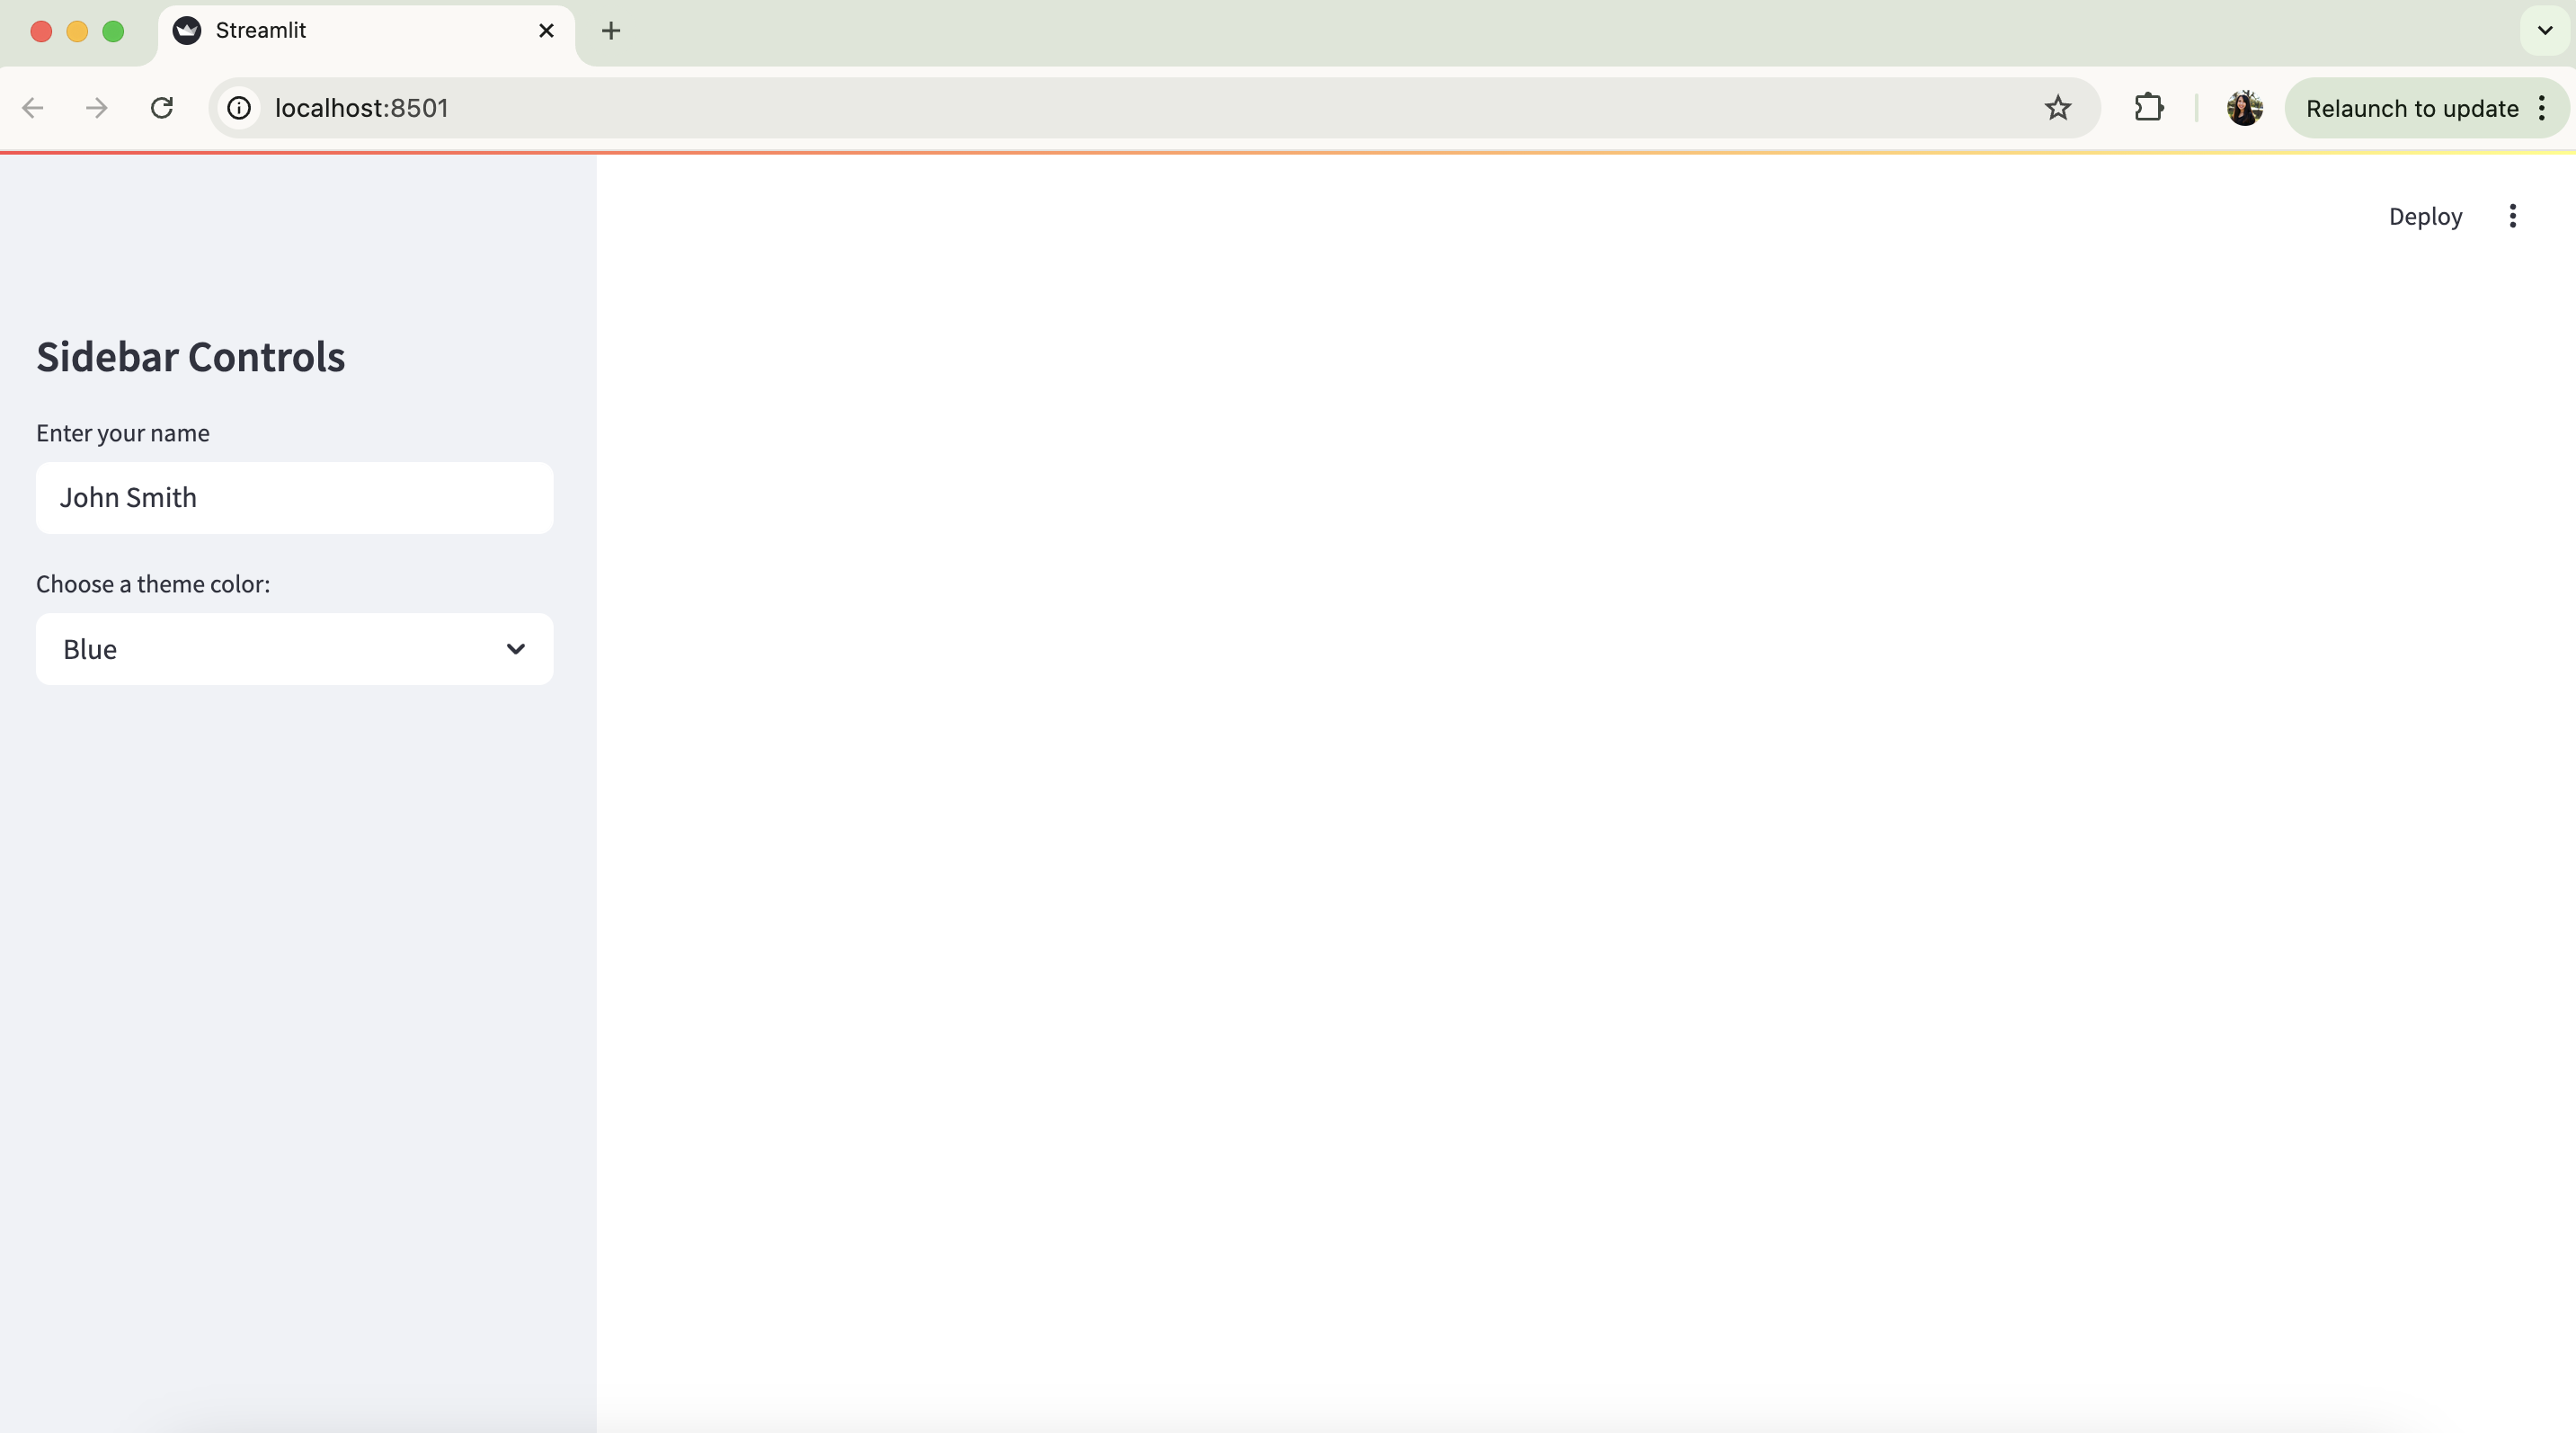 Streamlit
localhost:8501
Relaunch to update
Deploy
Sidebar Controls
Enter your name
John Smith
Choose a theme color:
Blue